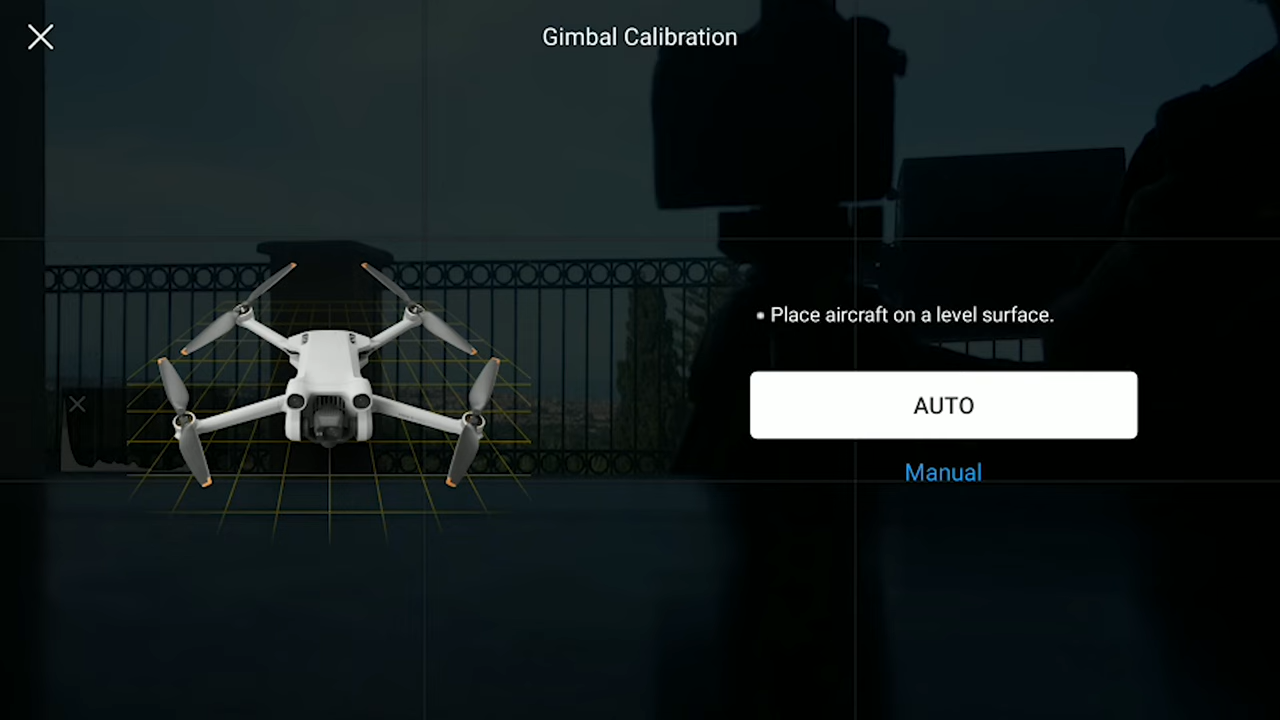 Gimbal Calibration
• Place aircraft on a level surface.
AUTO
Manual